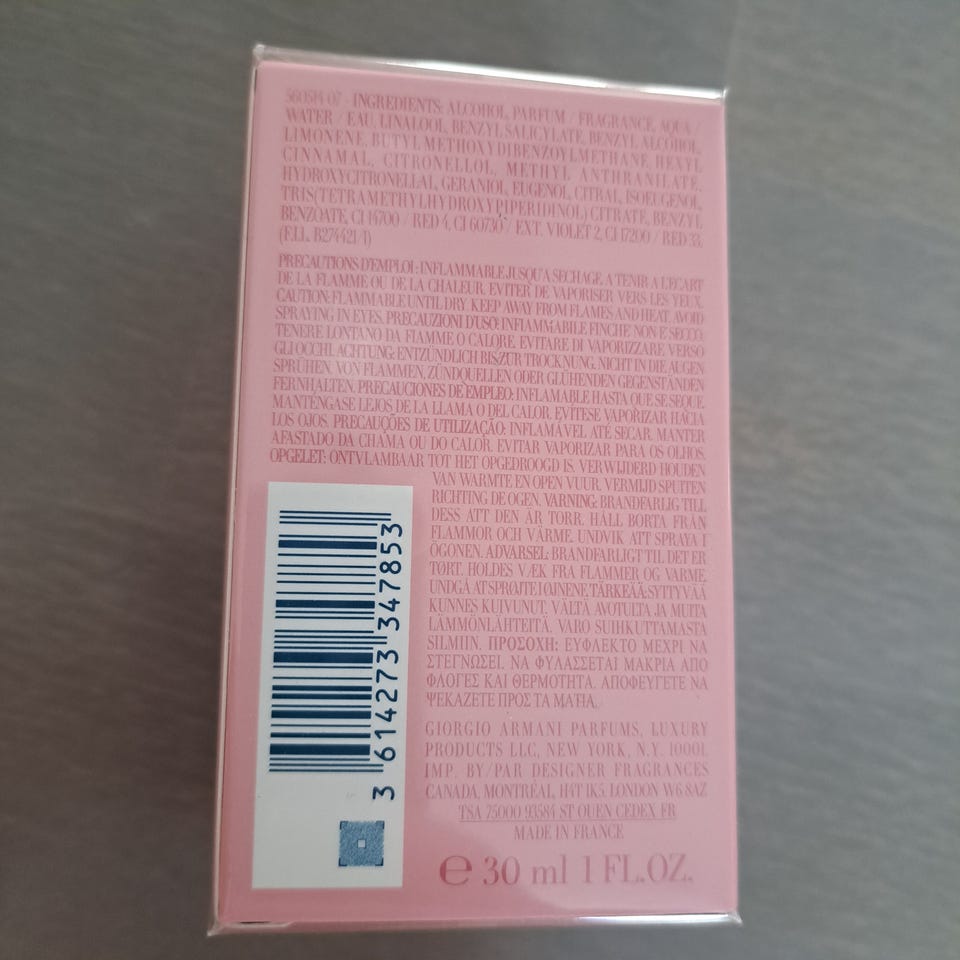 560514 07 - INGREDIENTS: ALCOHOL, PARFUM / FRAGRANCE, AQUA /
WATER / EAU, LINALOOL, BENZYL SALICYLATE, BENZYL ALCOHOL,
LIMONENE, BUTYL METHOXYDIBENZOYLMETHANE, HEXYL
CINNAMAL, CITRONELLOL, METHYL ANTHRANILATE,
HYDROXYCITRONELLAL, GERANIOL, EUGENOL, CITRAL, ISOEUGENOL,
TRIS(TETRAMETHYLHYDROXYPIPERIDINOL) CITRATE, BENZYL
BENZOATE, CI 14700 / RED 4, CI 60730 / EXT. VIOLET 2, CI 17200 / RED 33.
(F.I.L. B274421/1)
PRECAUTIONS D'EMPLOI: INFLAMMABLE JUSQU'A SECHAGE. A TENIR A L'ECART
DE LA FLAMME OU DE LA CHALEUR. EVITER DE VAPORISER VERS LES YEUX.
CAUTION: FLAMMABLE UNTIL DRY. KEEP AWAY FROM FLAMES AND HEAT. AVOID
SPRAYING IN EYES. PRECAUZIONI D'USO: INFIAMMABILE FINCHE NON E' SECCO.
TENERE LONTANO DA FIAMME O CALORE. EVITARE DI VAPORIZZARE VERSO
GLI OCCHI. ACHTUNG: ENTZÜNDLICH BIS ZUR TROCKNUNG. NICHT IN DIE AUGEN
SPRÜHEN. VON FLAMMEN, ZÜNDQUELLEN ODER GLÜHENDEN GEGENSTÄNDEN
FERNHALTEN. PRECAUCIONES DE EMPLEO: INFLAMABLE HASTA QUE SE SEQUE.
MANTÉNGASE LEJOS DE LA LLAMA O DEL CALOR. EVÍTESE VAPORIZAR HACIA
LOS OJOS. PRECAUÇÕES DE UTILIZAÇÃO: INFLAMÁVEL ATÉ SECAR. MANTER
AFASTADO DA CHAMA OU DO CALOR. EVITAR VAPORIZAR PARA OS OLHOS.
OPGELET: ONTVLAMBAAR TOT HET OPGEDROOGD IS. VERWIJDERD HOUDEN
VAN WARMTE EN OPEN VUUR. VERMIJD SPUITEN
RICHTING DE OGEN. VARNING: BRANDFARLIG TILL
DESS ATT DEN ÄR TORR. HÅLL BORTA FRÅN
FLAMMOR OCH VÄRME. UNDVIK ATT SPRAYA I
ÖGONEN. ADVARSEL: BRANDFARLIGT TIL DET ER
TØRT. HOLDES VÆK FRA FLAMMER OG VARME.
UNDGÅ AT SPRØJTE I ØJNENE. TÄRKEÄÄ: SYTTYVÄÄ
KUNNES KUIVUNUT. VÄLTÄ AVOTULTA JA MUITA
LÄMMÖNLÄHTEITÄ. VARO SUIHKUTTAMASTA
SILMIIN. ΠΡΟΣΟΧΗ: ΕΥΦΛΕΚΤΟ ΜΕΧΡΙ ΝΑ
ΣΤΕΓΝΩΣΕΙ. ΝΑ ΦΥΛΑΣΣΕΤΑΙ ΜΑΚΡΙΑ ΑΠΟ
ΦΛΟΓΕΣ ΚΑΙ ΘΕΡΜΟΤΗΤΑ. ΑΠΟΦΕΥΓΕΤΕ ΝΑ
ΨΕΚΑΖΕΤΕ ΠΡΟΣ ΤΑ ΜΑΤΙΑ.
GIORGIO ARMANI PARFUMS, LUXURY
PRODUCTS LLC, NEW YORK, N.Y. 10001.
IMP. BY/PAR DESIGNER FRAGRANCES
CANADA, MONTRÉAL, H4T 1K5. LONDON W6 8AZ
TSA 75000 93584 ST OUEN CEDEX FR
MADE IN FRANCE
℮ 30 ml 1 FL.OZ.
3 614273 347853